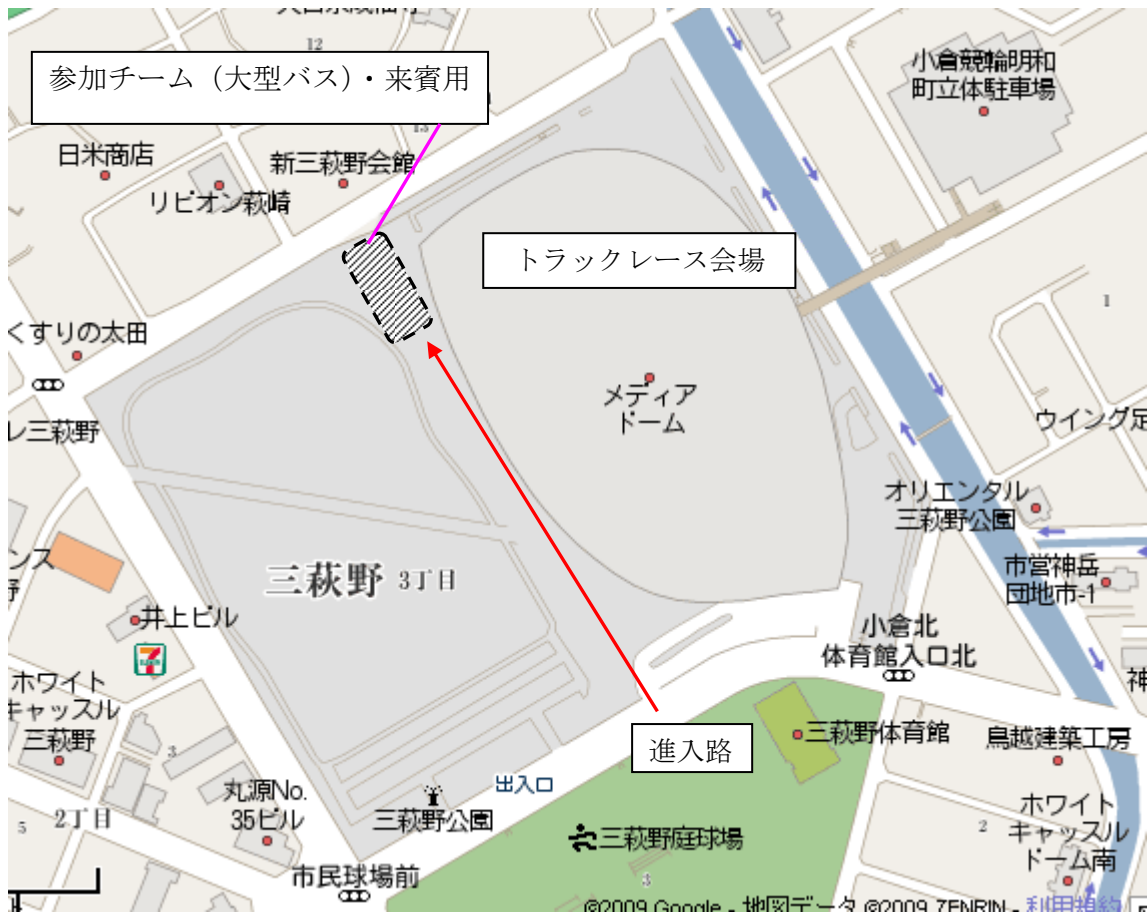 12
参加チーム（大型バス）・来賓用
13
小倉競輪明和
町立体駐車場
日米商店
新三萩野会館
リビオン萩崎
トラックレース会場
1
くすりの太田
メディア
ドーム
レ三萩野
ウイング足
オリエンタル
三萩野公園
ンス
野
三萩野 3丁目
市営神岳
団地市-1
井上ビル
小倉北
体育館入口北
ホワイト
キャッスル
三萩野
神
進入路
三萩野体育館
鳥越建築工房
3
出入口
丸源No.
35ビル
三萩野公園
5
2丁目
三萩野庭球場
2
ホワイト
キャッスル
ドーム南
3
市民球場前
©2009 Google - 地図データ ©2009 ZENRIN - 利用規約